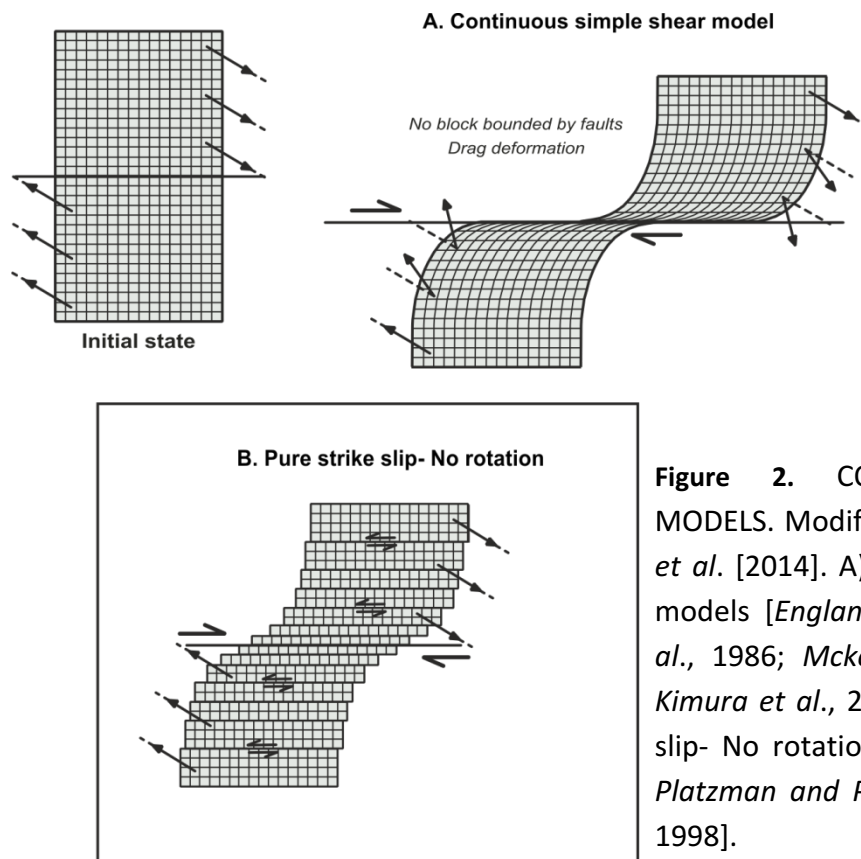 A. Continuous simple shear model
No block bounded by faults
Drag deformation
Initial state
B. Pure strike slip- No rotation
Figure 2. CO
MODELS. Modif
et al. [2014]. A)
models [Englan
al., 1986; Mcke
Kimura et al., 2
slip- No rotation
Platzman and P
1998].